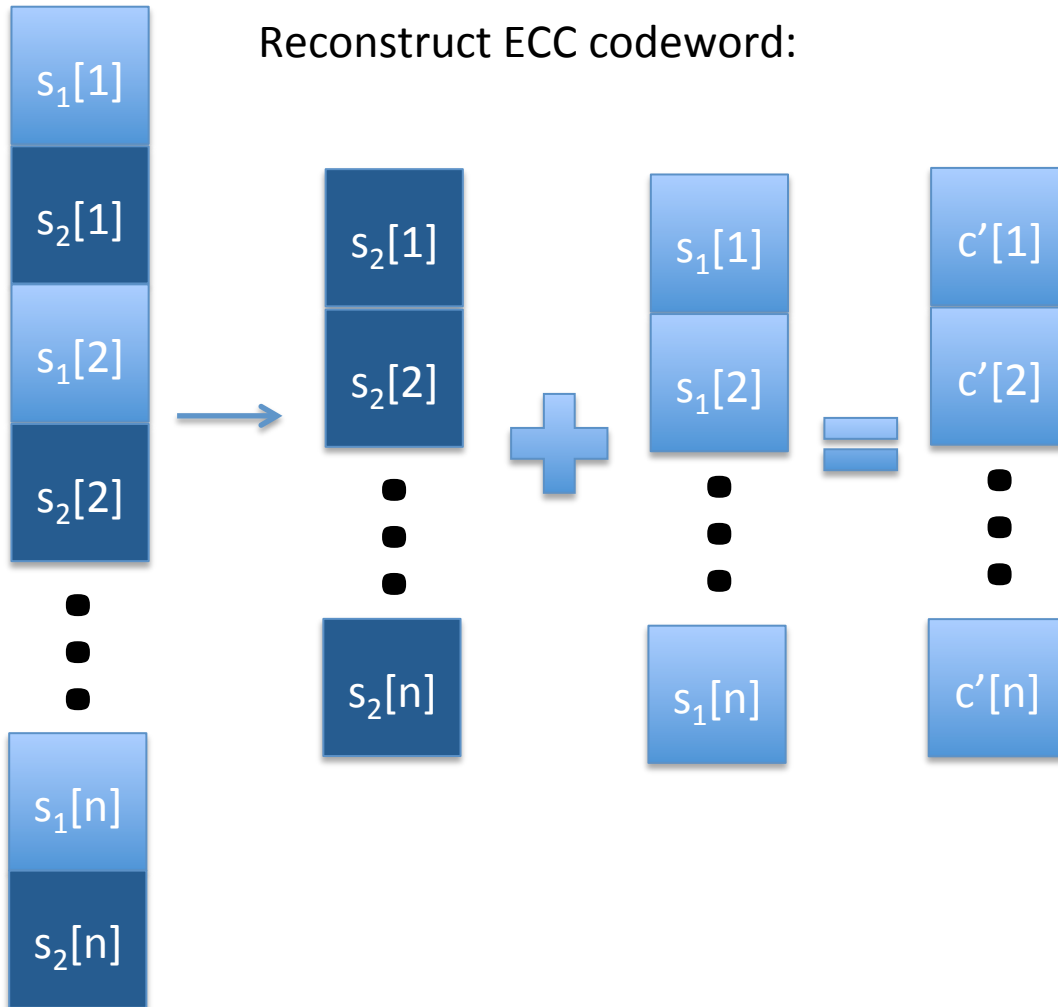 Reconstruct ECC codeword:
s₁[1]
s₂[1]
s₁[2]
s₂[2]
s₁[n]
s₂[n]
s₂[1]
s₂[2]
s₂[n]
s₁[1]
s₁[2]
s₁[n]
c’[1]
c’[2]
c’[n]